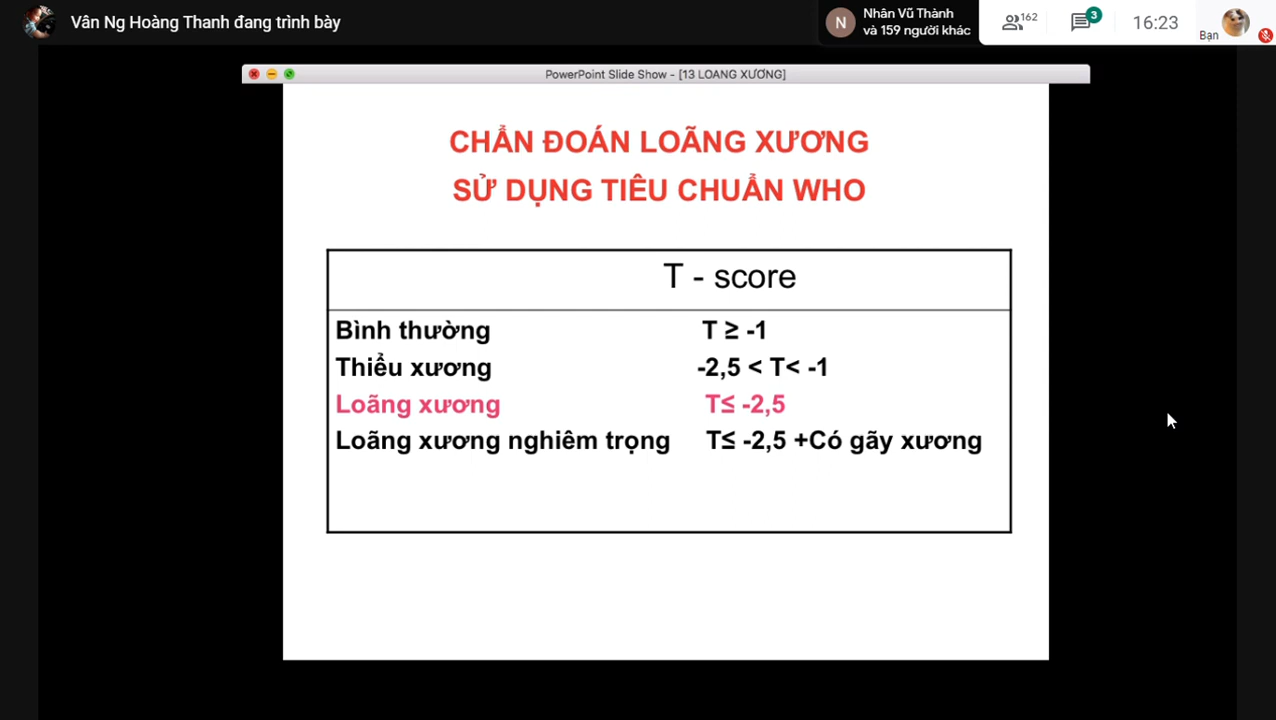 Vân Ng Hoàng Thanh đang trình bày
N
Nhân Vũ Thành
và 159 người khác
162
3
16:23
Bạn
PowerPoint Slide Show - [13 LOANG XƯƠNG]
CHẨN ĐOÁN LOÃNG XƯƠNG
SỬ DỤNG TIÊU CHUẨN WHO
T - score
Bình thường T ≥ -1
Thiểu xương -2,5 < T< -1
Loãng xương T≤ -2,5
Loãng xương nghiêm trọng T≤ -2,5 +Có gãy xương